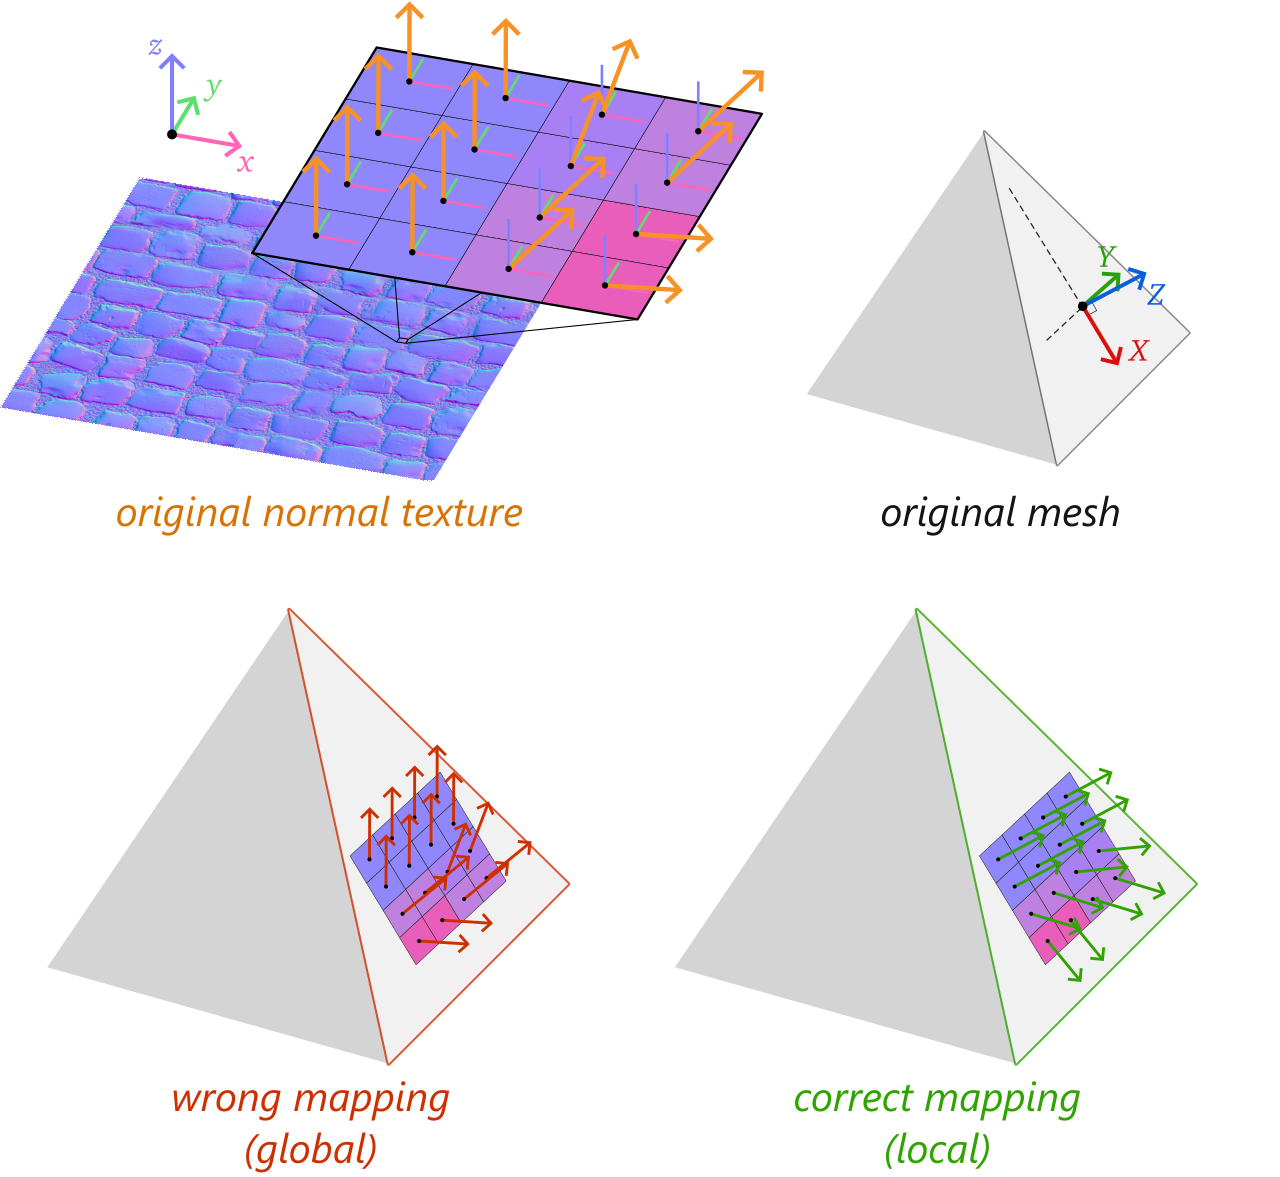 z
y
x
original normal texture
Y
Z
X
original mesh
wrong mapping
(global)
correct mapping
(local)